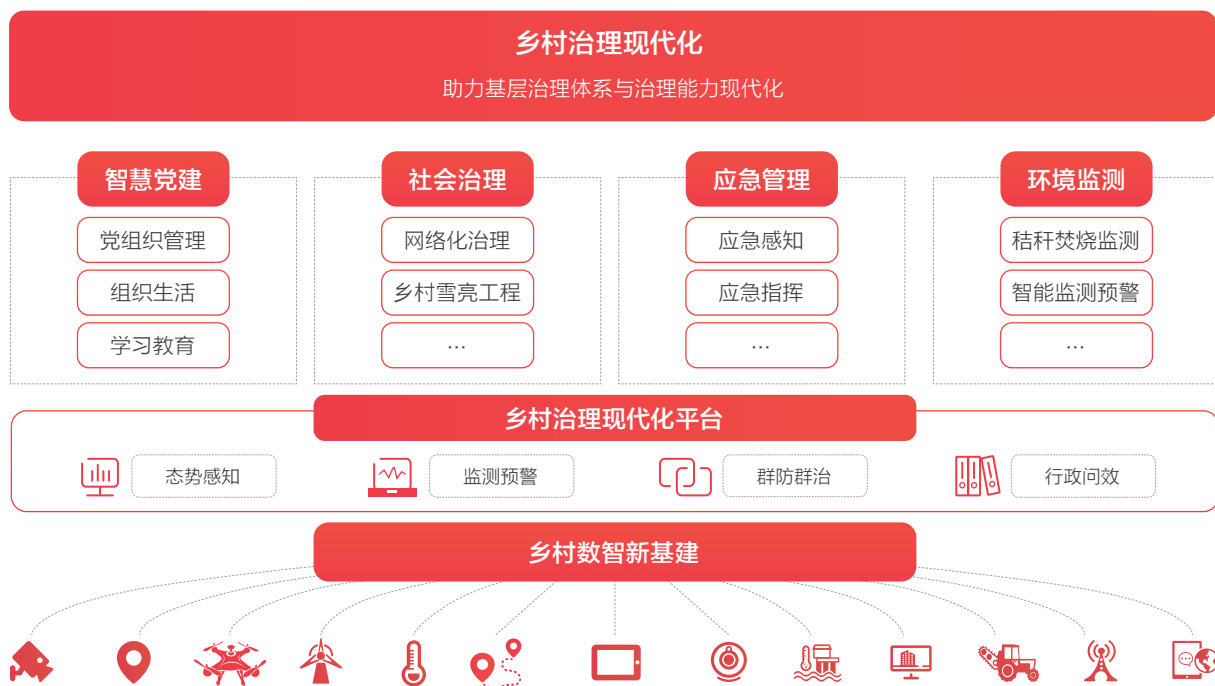 乡村治理现代化
助力基层治理体系与治理能力现代化
智慧党建
党组织管理
组织生活
学习教育
社会治理
网络化治理
乡村雪亮工程
...
应急管理
应急感知
应急指挥
...
环境监测
秸秆焚烧监测
智能监测预警
...
乡村治理现代化平台
态势感知
监测预警
群防群治
行政问效
乡村数智新基建